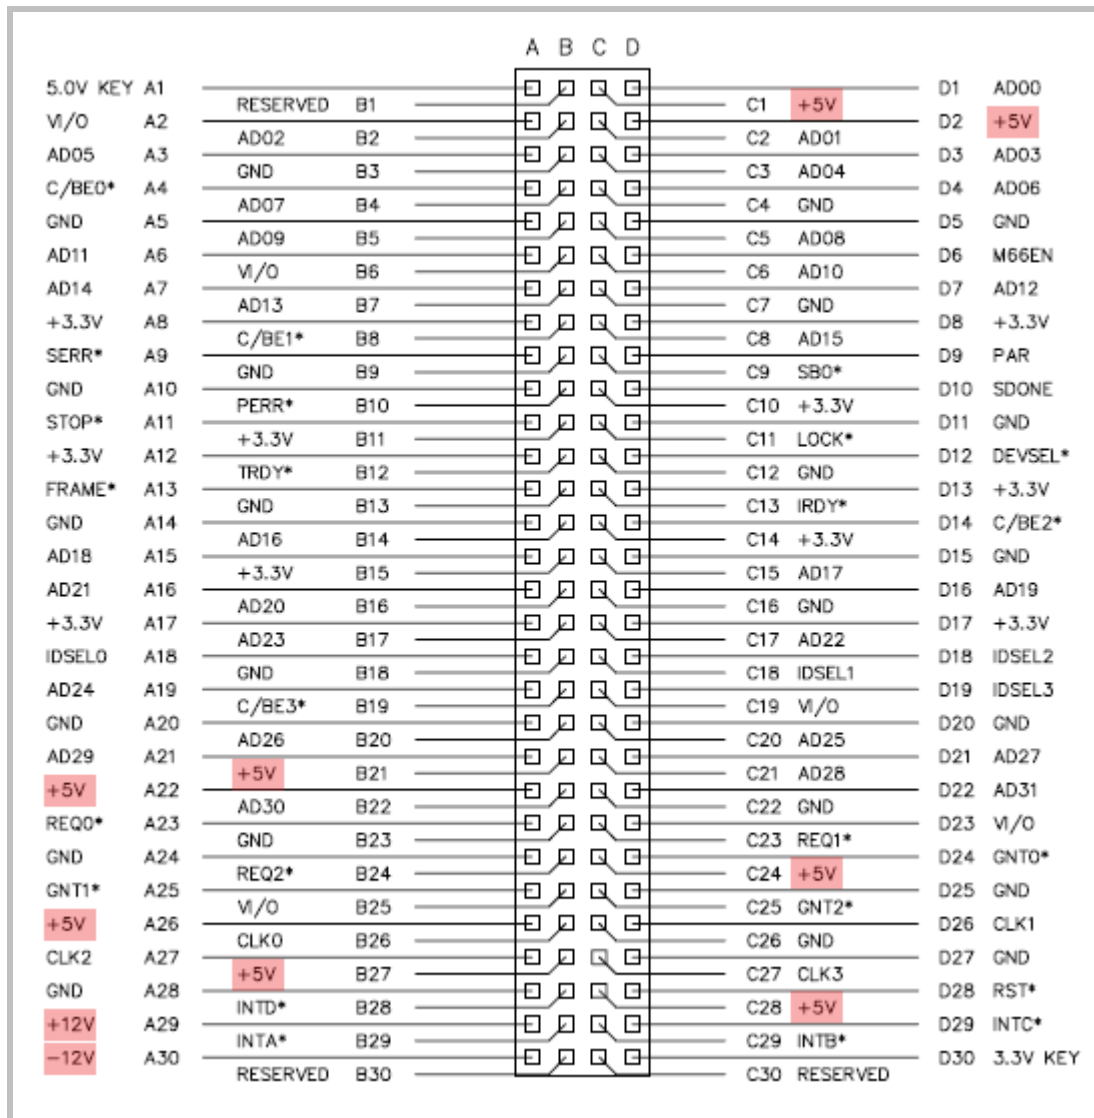 A B C D
5.0V KEY A1 D1 AD00
RESERVED B1 C1 +5V
VI/O A2 D2 +5V
AD02 B2 C2 AD01
AD05 A3 D3 AD03
GND B3 C3 AD04
C/BE0* A4 D4 AD06
AD07 B4 C4 GND
GND A5 D5 GND
AD09 B5 C5 AD08
AD11 A6 D6 M66EN
VI/O B6 C6 AD10
AD14 A7 D7 AD12
AD13 B7 C7 GND
+3.3V A8 D8 +3.3V
C/BE1* B8 C8 AD15
SERR* A9 D9 PAR
GND B9 C9 SBO*
GND A10 D10 SDONE
PERR* B10 C10 +3.3V
STOP* A11 D11 GND
+3.3V B11 C11 LOCK*
+3.3V A12 D12 DEVSEL*
TRDY* B12 C12 GND
FRAME* A13 D13 +3.3V
GND B13 C13 IRDY*
GND A14 D14 C/BE2*
AD16 B14 C14 +3.3V
AD18 A15 D15 GND
+3.3V B15 C15 AD17
AD21 A16 D16 AD19
AD20 B16 C16 GND
+3.3V A17 D17 +3.3V
AD23 B17 C17 AD22
IDSEL0 A18 D18 IDSEL2
GND B18 C18 IDSEL1
AD24 A19 D19 IDSEL3
C/BE3* B19 C19 VI/O
GND A20 D20 GND
AD26 B20 C20 AD25
AD29 A21 D21 AD27
+5V B21 C21 AD28
+5V A22 D22 AD31
AD30 B22 C22 GND
REQ0* A23 D23 VI/O
GND B23 C23 REQ1*
GND A24 D24 GNT0*
REQ2* B24 C24 +5V
GNT1* A25 D25 GND
VI/O B25 C25 GNT2*
+5V A26 D26 CLK1
CLK0 B26 C26 GND
CLK2 A27 D27 GND
+5V B27 C27 CLK3
GND A28 D28 RST*
INTD* B28 C28 +5V
+12V A29 D29 INTC*
INTA* B29 C29 INTB*
-12V A30 D30 3.3V KEY
RESERVED B30 C30 RESERVED